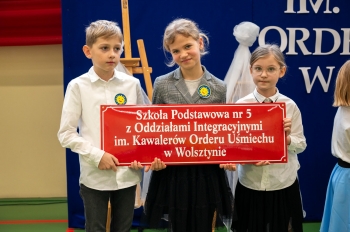 IM.
ORDE
W
Szkoła Podstawowa nr 5
z Oddziałami Integracyjnymi
im. Kawalerów Orderu Uśmiechu
w Wolsztynie